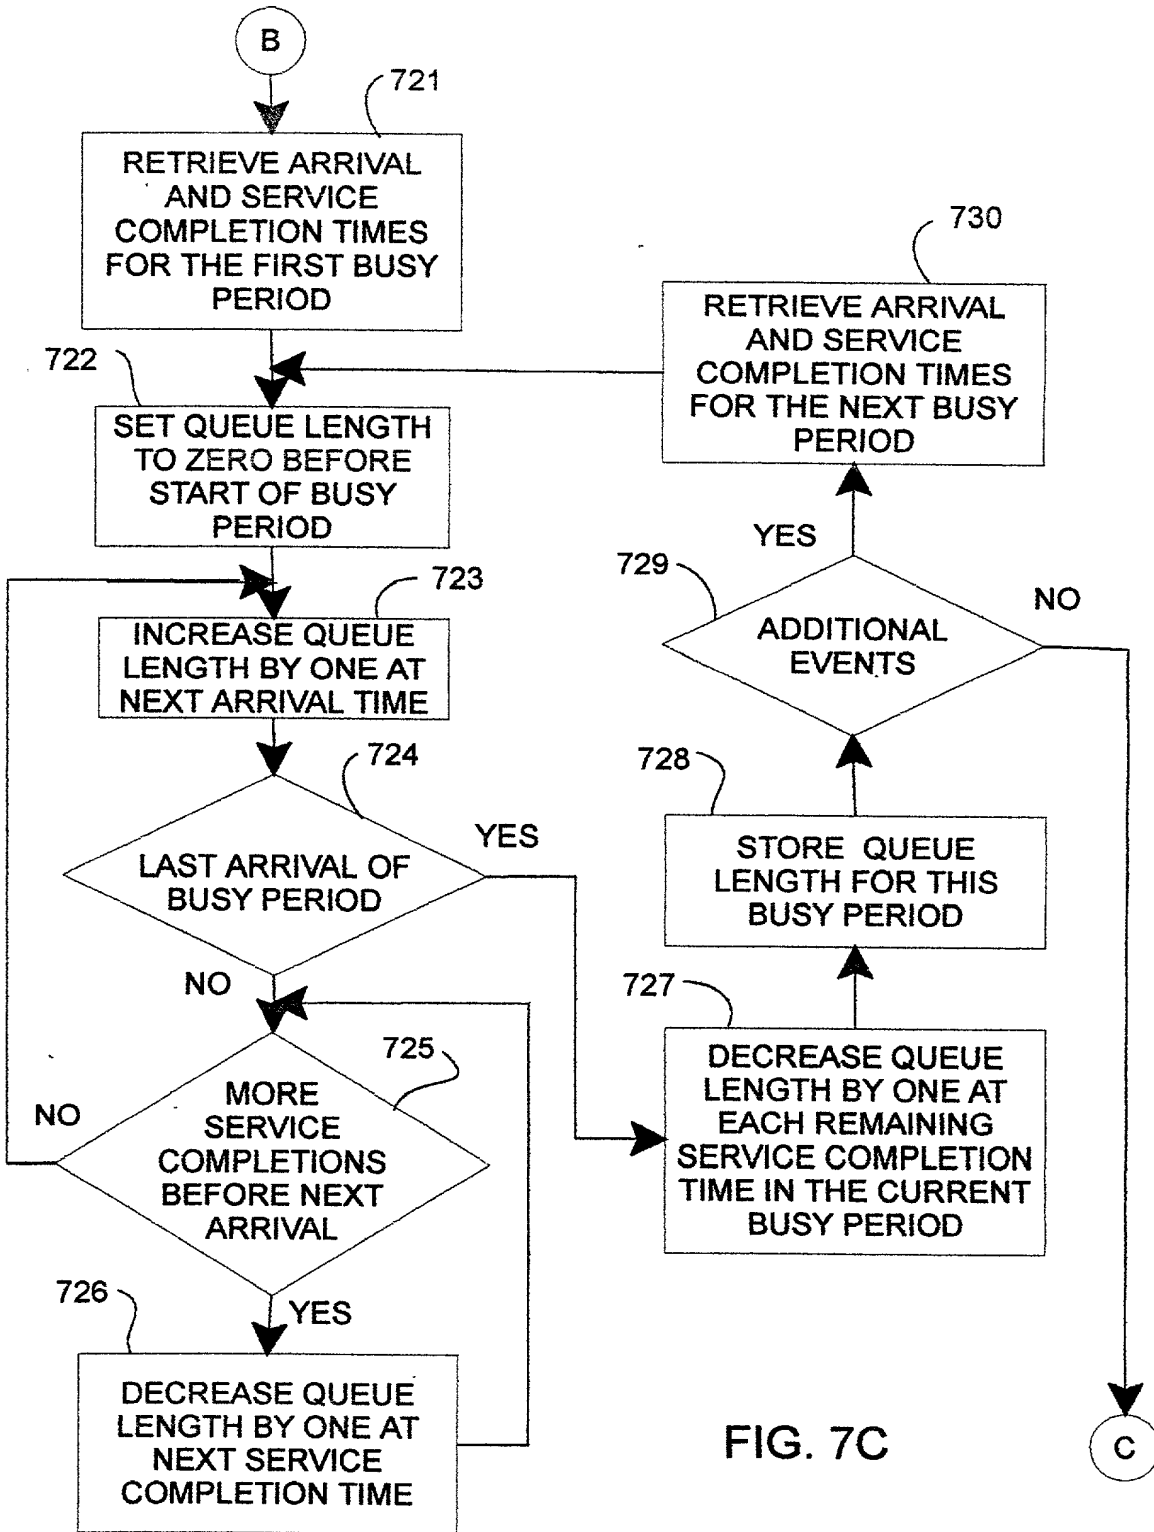 B
721
RETRIEVE ARRIVAL
AND SERVICE
COMPLETION TIMES
FOR THE FIRST BUSY
PERIOD
730
RETRIEVE ARRIVAL
AND SERVICE
COMPLETION TIMES
FOR THE NEXT BUSY
PERIOD
722
SET QUEUE LENGTH
TO ZERO BEFORE
START OF BUSY
PERIOD
YES
729
NO
ADDITIONAL
EVENTS
723
INCREASE QUEUE
LENGTH BY ONE AT
NEXT ARRIVAL TIME
724
LAST ARRIVAL OF
BUSY PERIOD
YES
NO
728
STORE QUEUE
LENGTH FOR THIS
BUSY PERIOD
727
DECREASE QUEUE
LENGTH BY ONE AT
EACH REMAINING
SERVICE COMPLETION
TIME IN THE CURRENT
BUSY PERIOD
725
NO
MORE
SERVICE
COMPLETIONS
BEFORE NEXT
ARRIVAL
YES
726
DECREASE QUEUE
LENGTH BY ONE AT
NEXT SERVICE
COMPLETION TIME
FIG. 7C
C